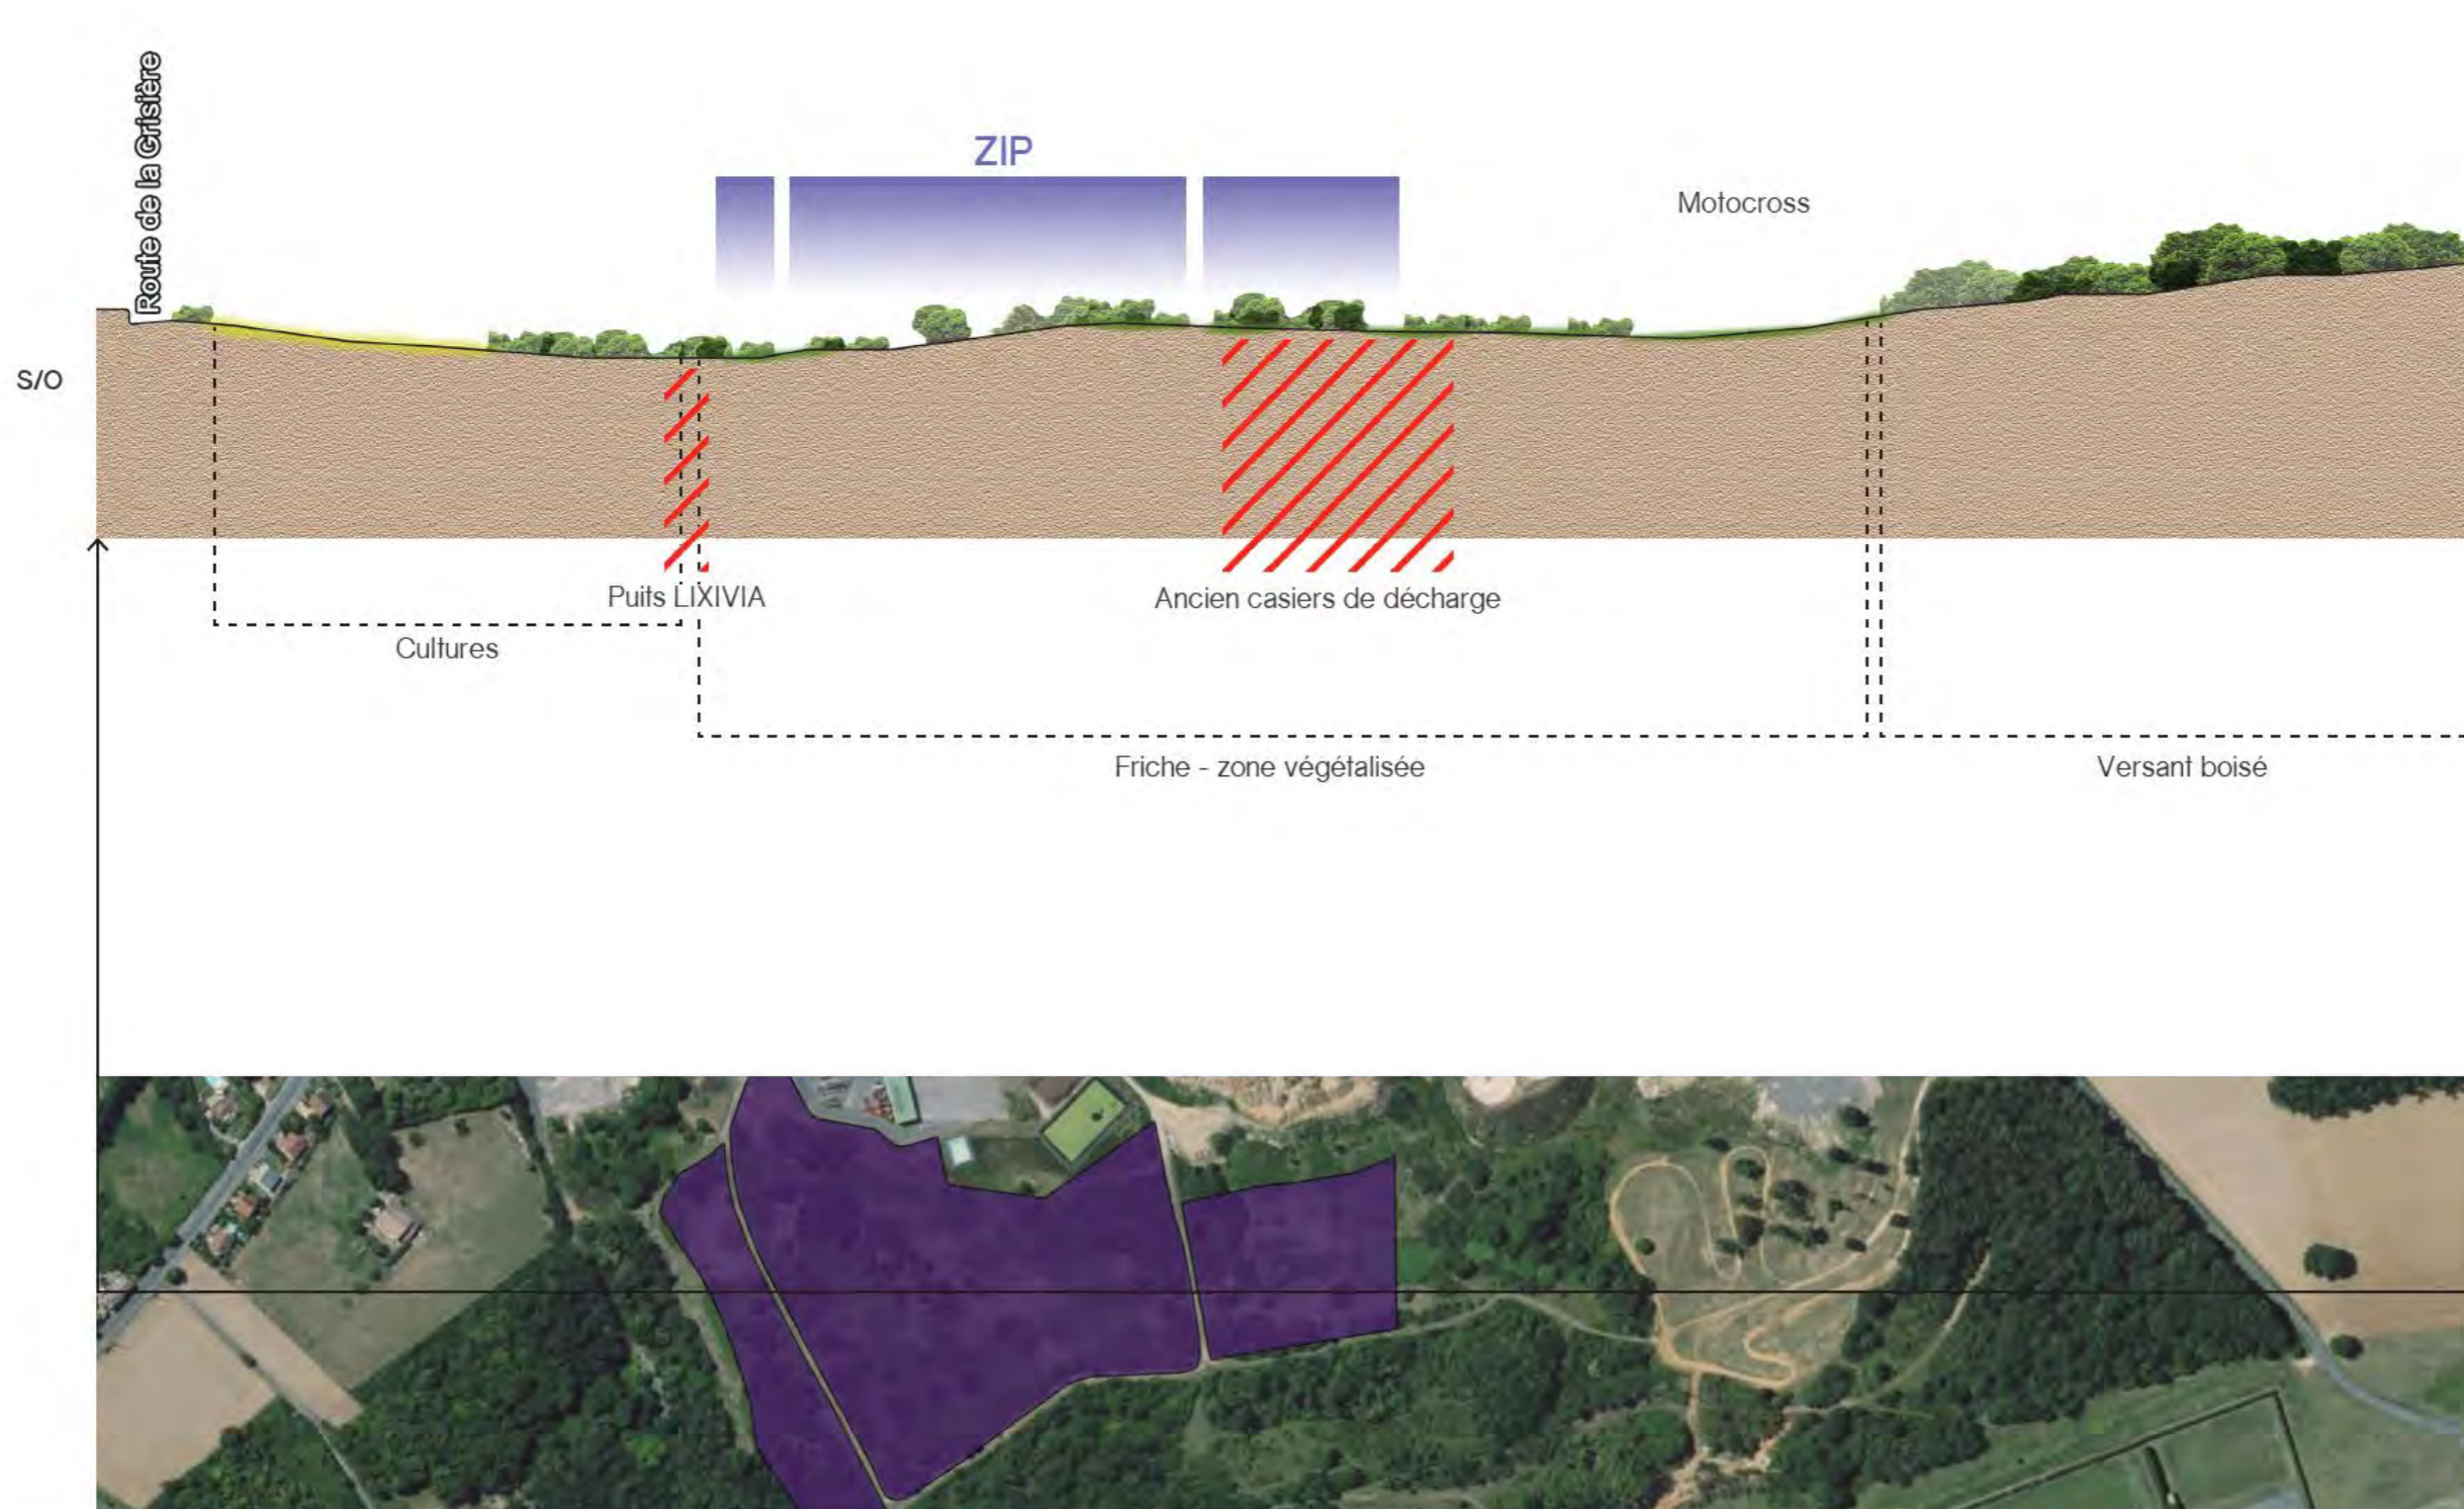 Route de la Grisière
ZIP
Motocross
S/O
Puits LIXIVIA
Ancien casiers de décharge
Cultures
Friche - zone végétalisée
Versant boisé